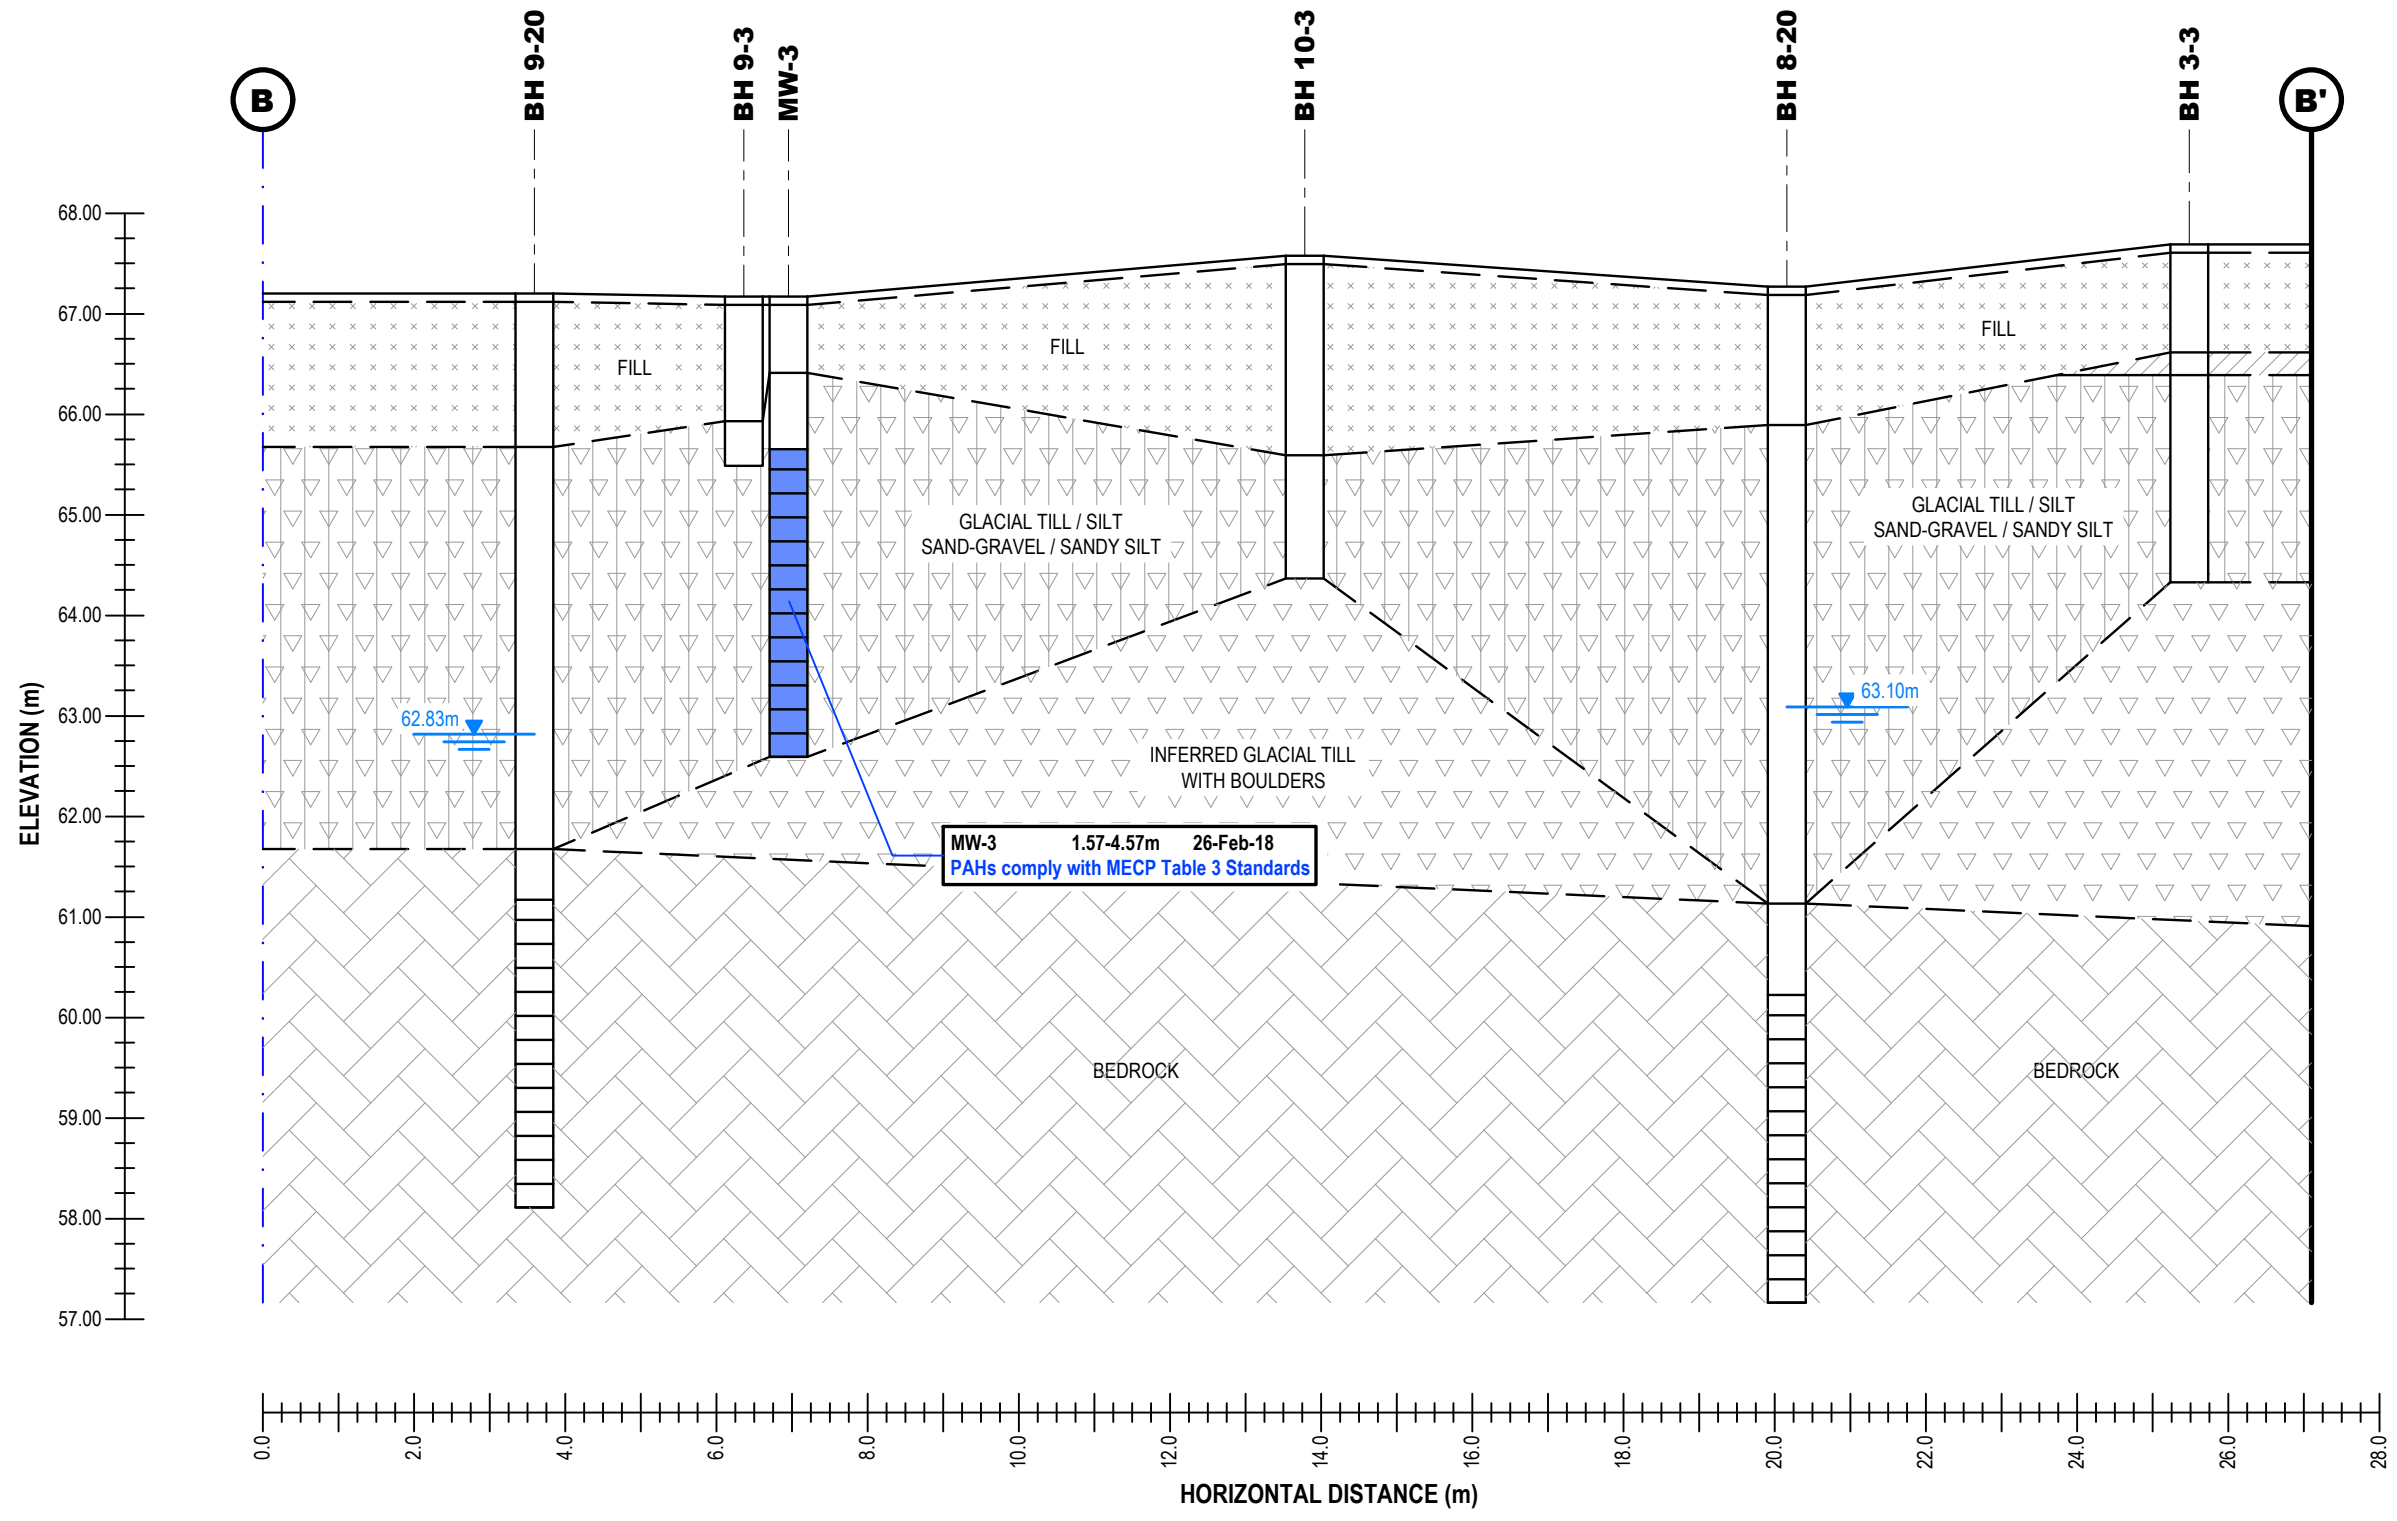 B
BH 9-20
BH 9-3
MW-3
BH 10-3
BH 8-20
BH 3-3
B'
68.00
67.00
66.00
65.00
64.00
63.00
62.00
61.00
60.00
59.00
58.00
57.00
ELEVATION (m)
FILL
FILL
FILL
GLACIAL TILL / SILT
SAND-GRAVEL / SANDY SILT
GLACIAL TILL / SILT
SAND-GRAVEL / SANDY SILT
62.83m
63.10m
INFERRED GLACIAL TILL
WITH BOULDERS
MW-3 1.57-4.57m 26-Feb-18
PAHs comply with MECP Table 3 Standards
BEDROCK
BEDROCK
0.0
2.0
4.0
6.0
8.0
10.0
12.0
14.0
16.0
18.0
20.0
22.0
24.0
26.0
28.0
HORIZONTAL DISTANCE (m)